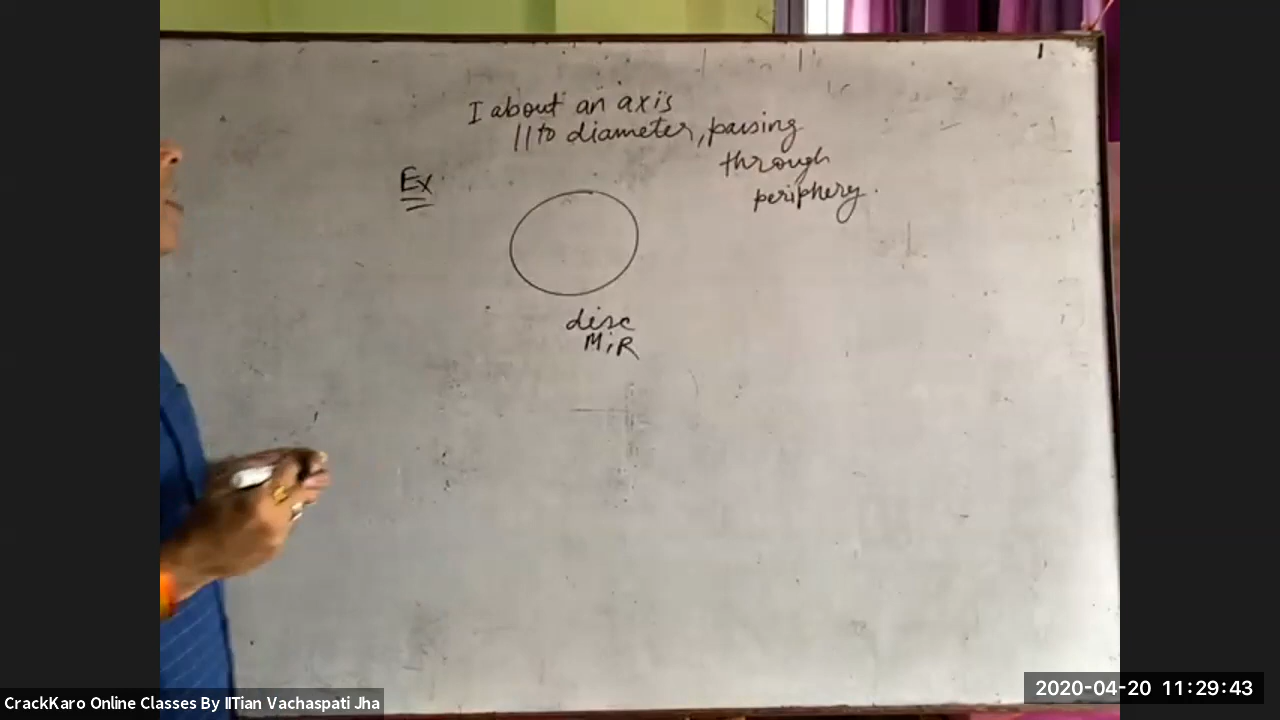 I about an axis
|| to diameter, passing
through
periphery.
Ex.
disc
M, R
2020-04-20 11:29:43
CrackKaro Online Classes By IITian Vachaspati Jha